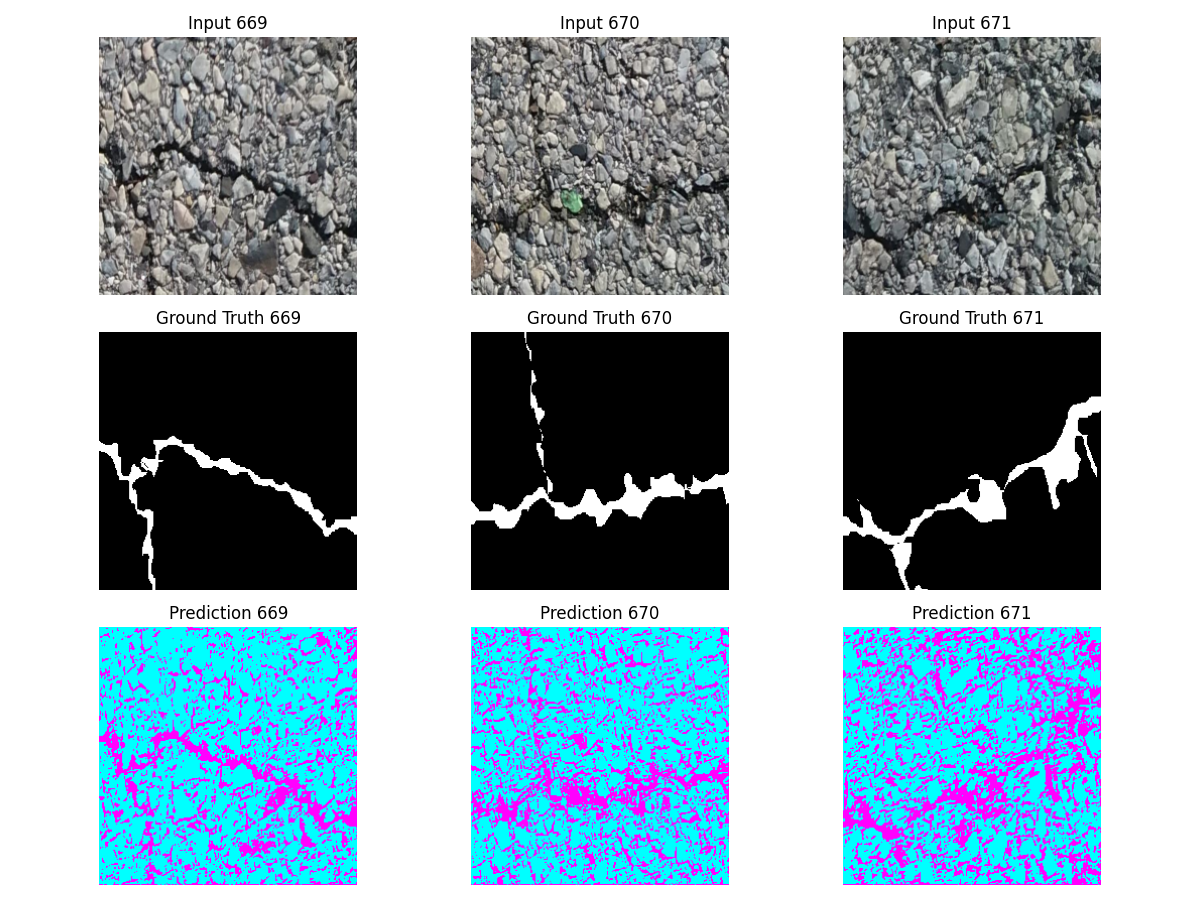 Input 669
Input 670
Input 671
Ground Truth 669
Ground Truth 670
Ground Truth 671
Prediction 669
Prediction 670
Prediction 671